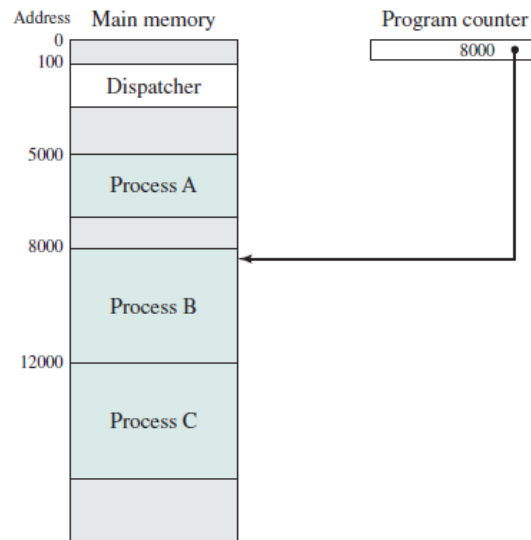 Address Main memory Program counter
0
8000
100
Dispatcher
5000
Process A
8000
Process B
12000
Process C